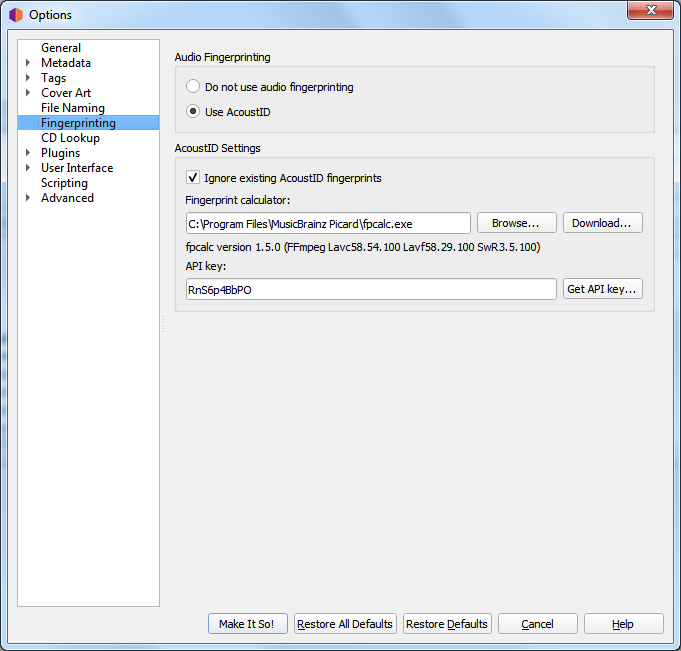 Options
General
Metadata
Tags
Cover Art
File Naming
Fingerprinting
CD Lookup
Plugins
User Interface
Scripting
Advanced
Audio Fingerprinting
Do not use audio fingerprinting
Use AcoustID
AcoustID Settings
Ignore existing AcoustID fingerprints
Fingerprint calculator:
C:\Program Files\MusicBrainz Picard\fpcalc.exe Browse... Download...
fpcalc version 1.5.0 (FFmpeg Lavc58.54.100 Lavf58.29.100 SwR3.5.100)
API key:
RnS6p4BbPO Get API key...
Make It So! Restore All Defaults Restore Defaults Cancel Help